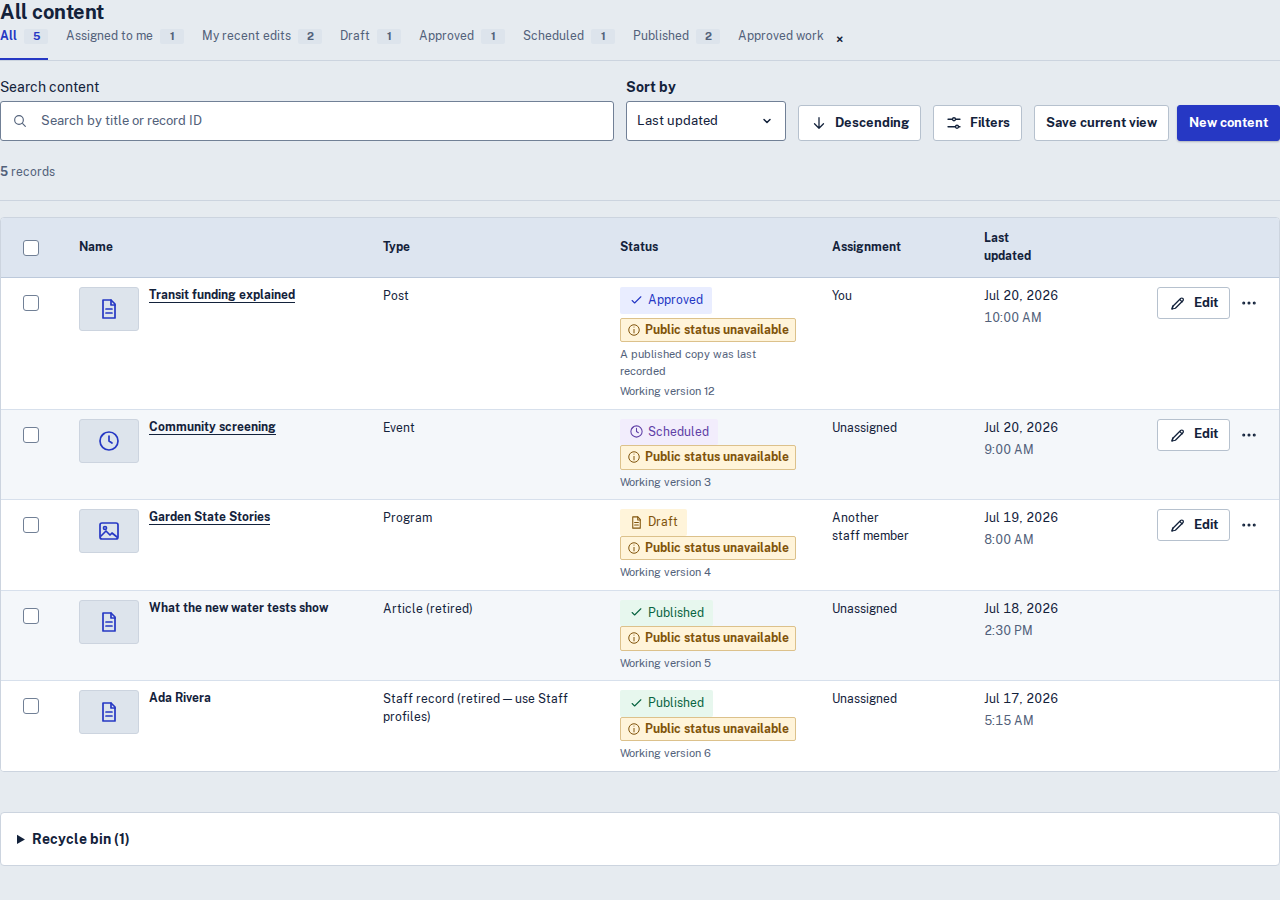 All content
All 5 Assigned to me 1 My recent edits 2 Draft 1 Approved 1 Scheduled 1 Published 2 Approved work ×
Search content
Sort by
Search by title or record ID
Last updated
Descending
Filters
Save current view
New content
5 records
Name Type Status Assignment Last updated
Transit funding explained
Post
Approved
Public status unavailable
A published copy was last
recorded
Working version 12
You
Jul 20, 2026
10:00 AM
Edit
Community screening
Event
Scheduled
Public status unavailable
Working version 3
Unassigned
Jul 20, 2026
9:00 AM
Edit
Garden State Stories
Program
Draft
Public status unavailable
Working version 4
Another
staff member
Jul 19, 2026
8:00 AM
Edit
What the new water tests show
Article (retired)
Published
Public status unavailable
Working version 5
Unassigned
Jul 18, 2026
2:30 PM
Ada Rivera
Staff record (retired — use Staff
profiles)
Published
Public status unavailable
Working version 6
Unassigned
Jul 17, 2026
5:15 AM
Recycle bin (1)